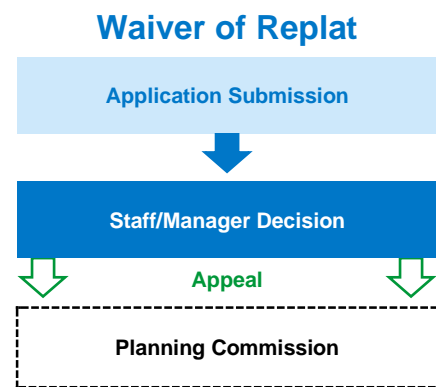 Waiver of Replat
Application Submission
Staff/Manager Decision
Appeal
Planning Commission